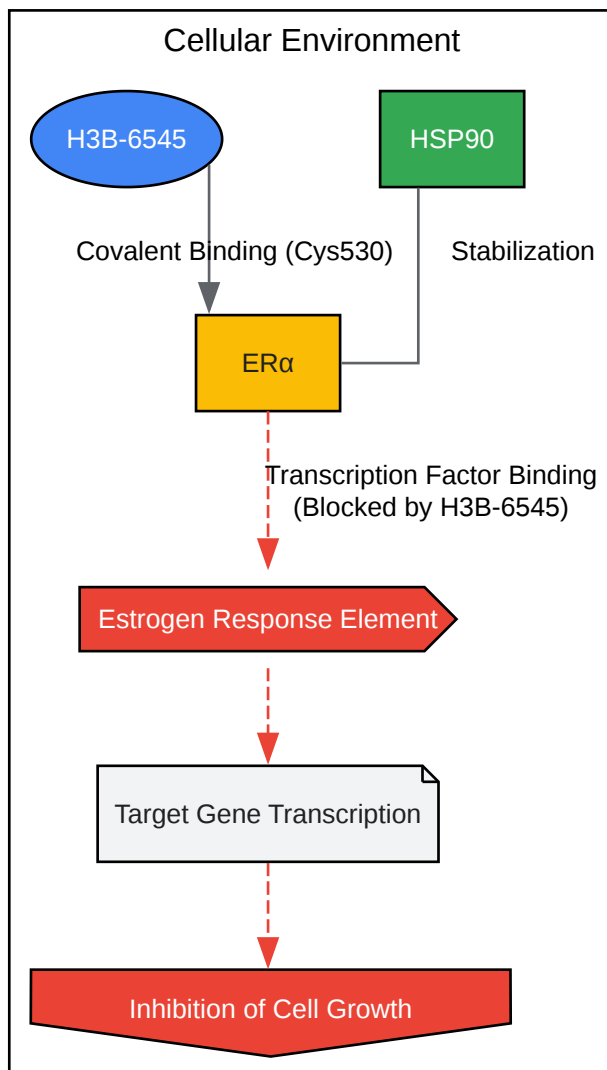 Cellular Environment
H3B-6545
HSP90
Covalent Binding (Cys530)
Stabilization
ERα
Transcription Factor Binding
(Blocked by H3B-6545)
Estrogen Response Element
Target Gene Transcription
Inhibition of Cell Growth